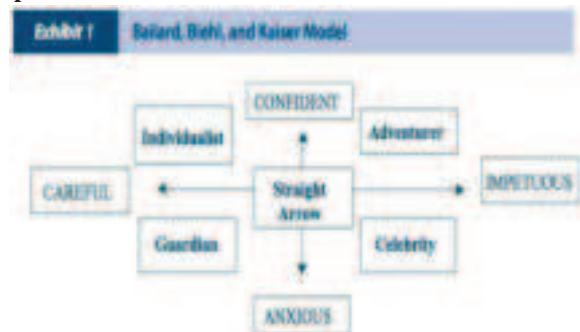 Exhibit 1
Bailard, Biehl, and Kaiser Model
CONFIDENT
Individualist
Adventurer
CAREFUL
Straight
Arrow
IMPETUOUS
Guardian
Celebrity
ANXIOUS